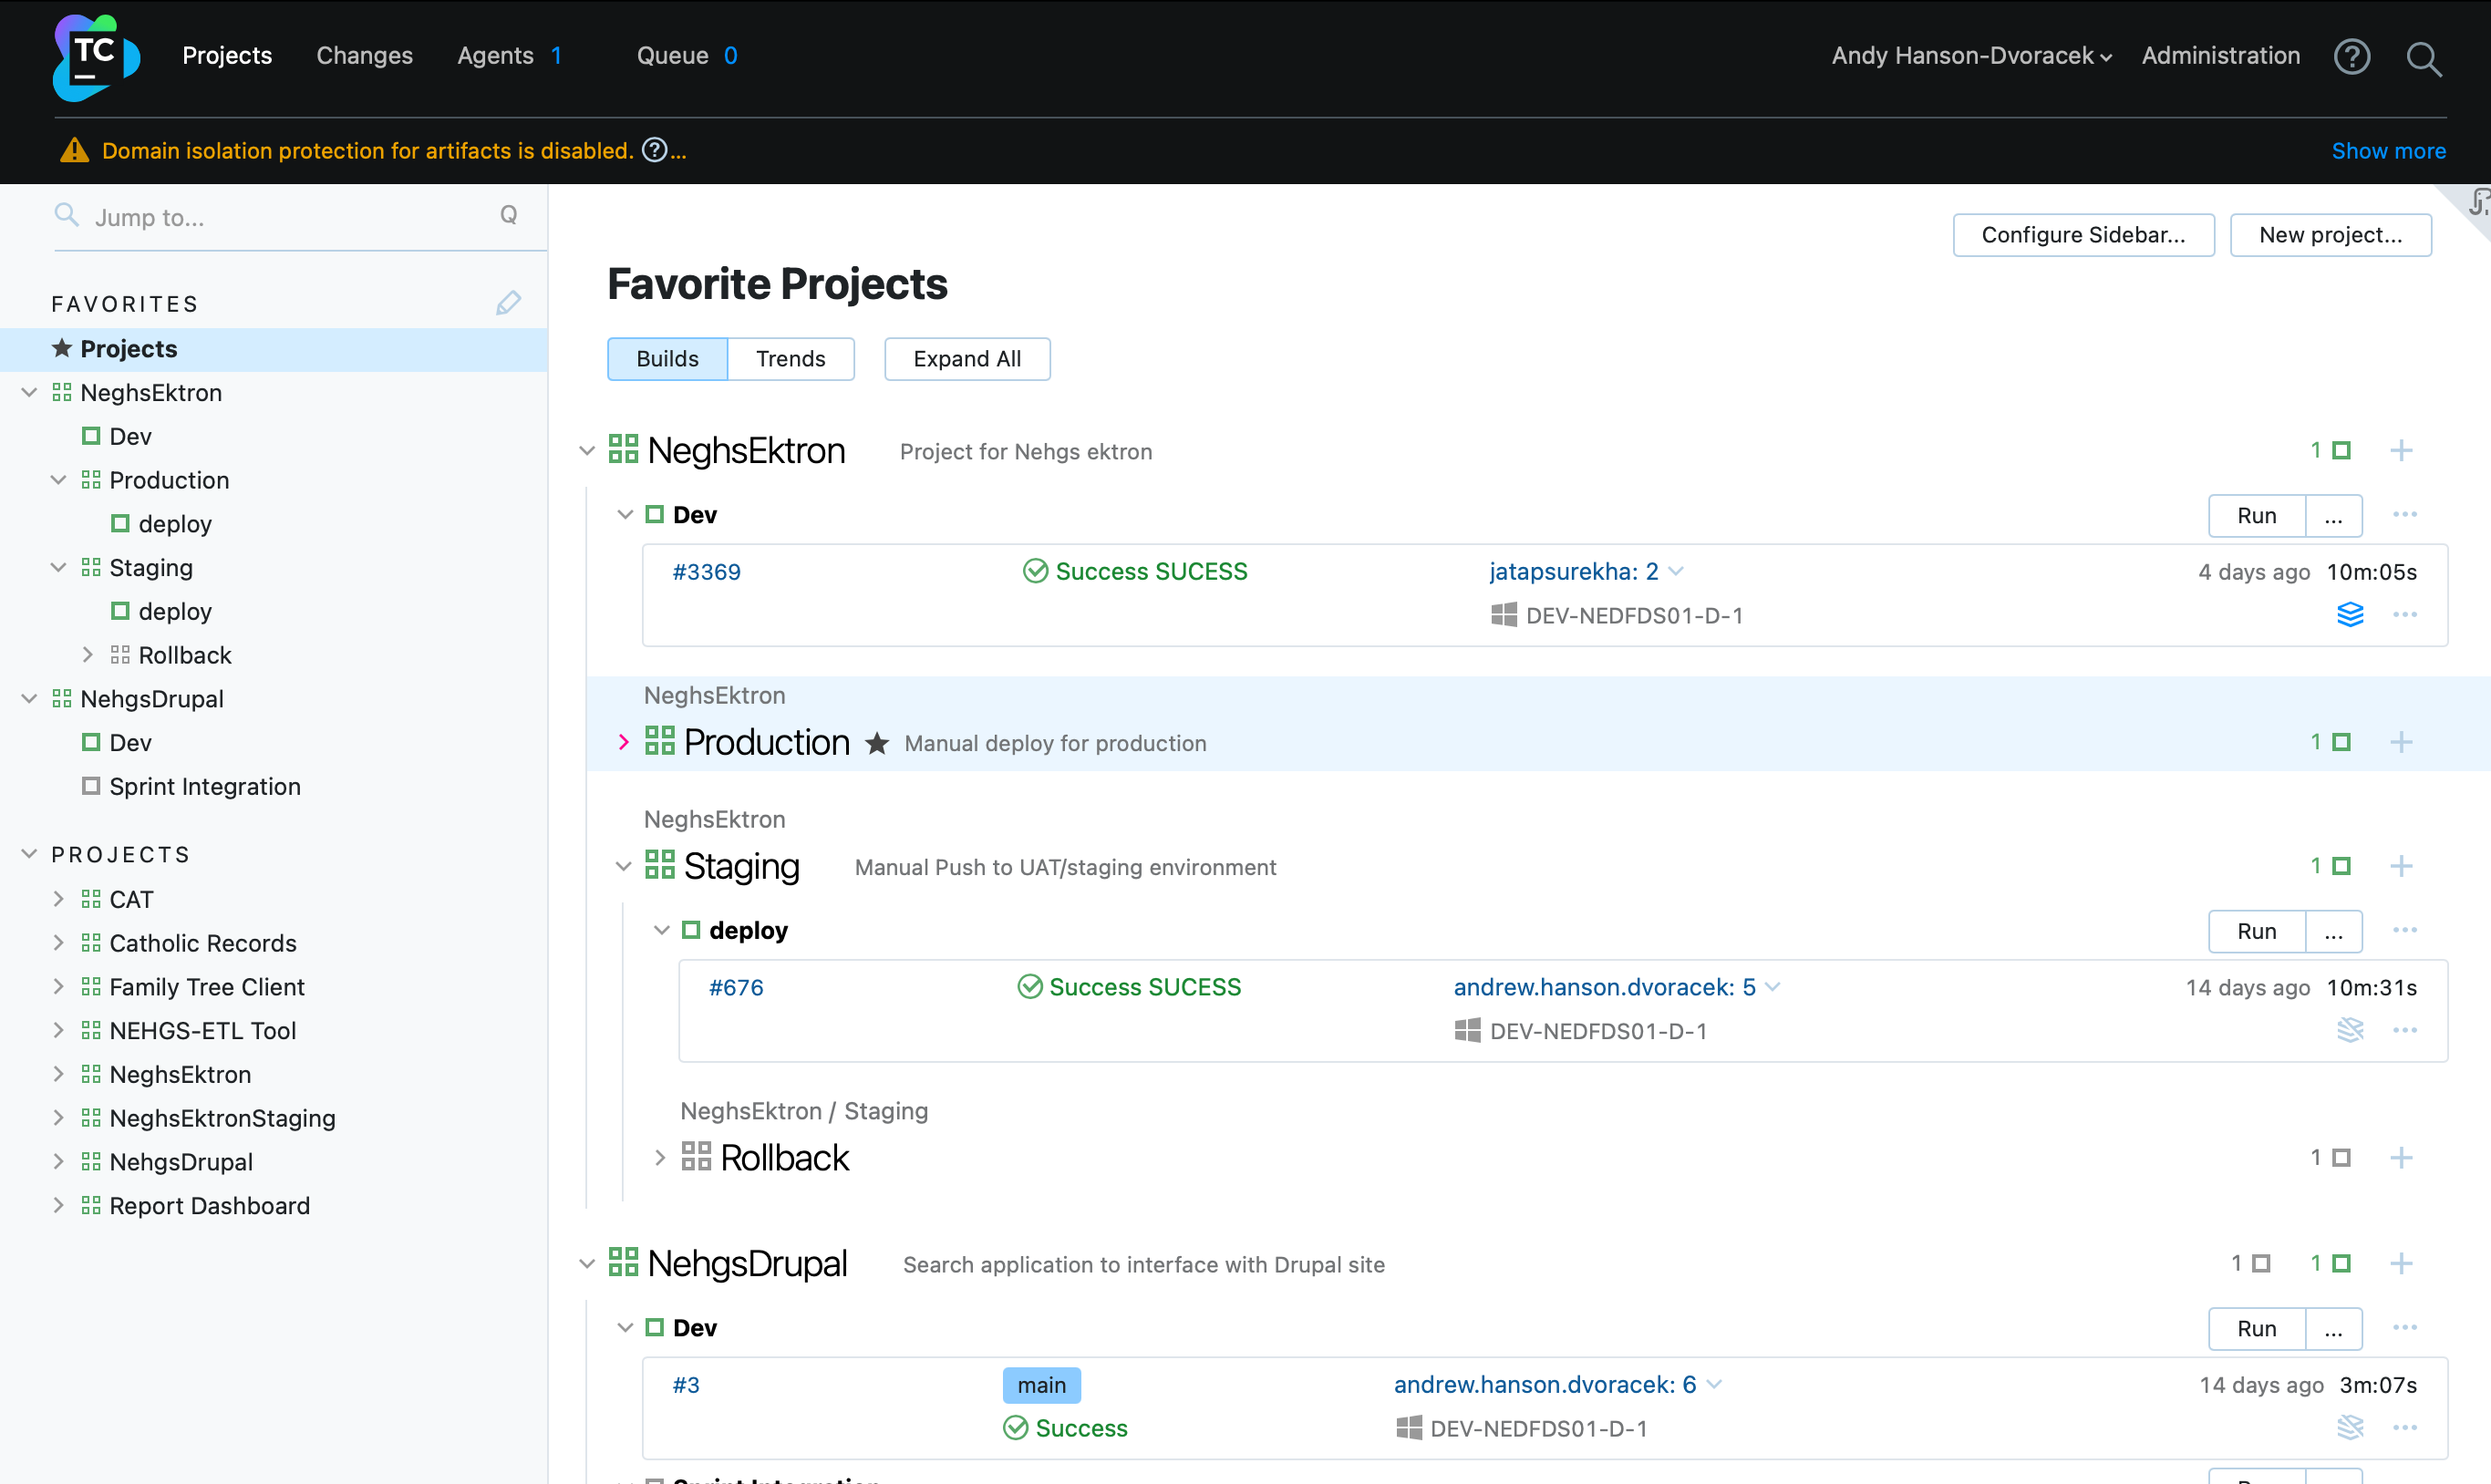 TC
Projects Changes Agents 1 Queue 0 Andy Hanson-Dvoracek Administration
Domain isolation protection for artifacts is disabled. ? ... Show more
Jump to... Q
Configure Sidebar... New project...
FAVORITES
Projects
NeghsEktron
Dev
Production
deploy
Staging
deploy
Rollback
NehgsDrupal
Dev
Sprint Integration
PROJECTS
CAT
Catholic Records
Family Tree Client
NEHGS-ETL Tool
NeghsEktron
NeghsEktronStaging
NehgsDrupal
Report Dashboard
Favorite Projects
Builds Trends Expand All
NeghsEktron Project for Nehgs ektron 1
Dev Run ...
#3369 Success SUCESS jatapsurekha: 2 4 days ago 10m:05s
DEV-NEDFDS01-D-1
NeghsEktron
Production Manual deploy for production 1
NeghsEktron
Staging Manual Push to UAT/staging environment 1
deploy Run ...
#676 Success SUCESS andrew.hanson.dvoracek: 5 14 days ago 10m:31s
DEV-NEDFDS01-D-1
NeghsEktron / Staging
Rollback 1
NehgsDrupal Search application to interface with Drupal site 1 1
Dev Run ...
#3 main andrew.hanson.dvoracek: 6 14 days ago 3m:07s
Success DEV-NEDFDS01-D-1
Sprint Integration